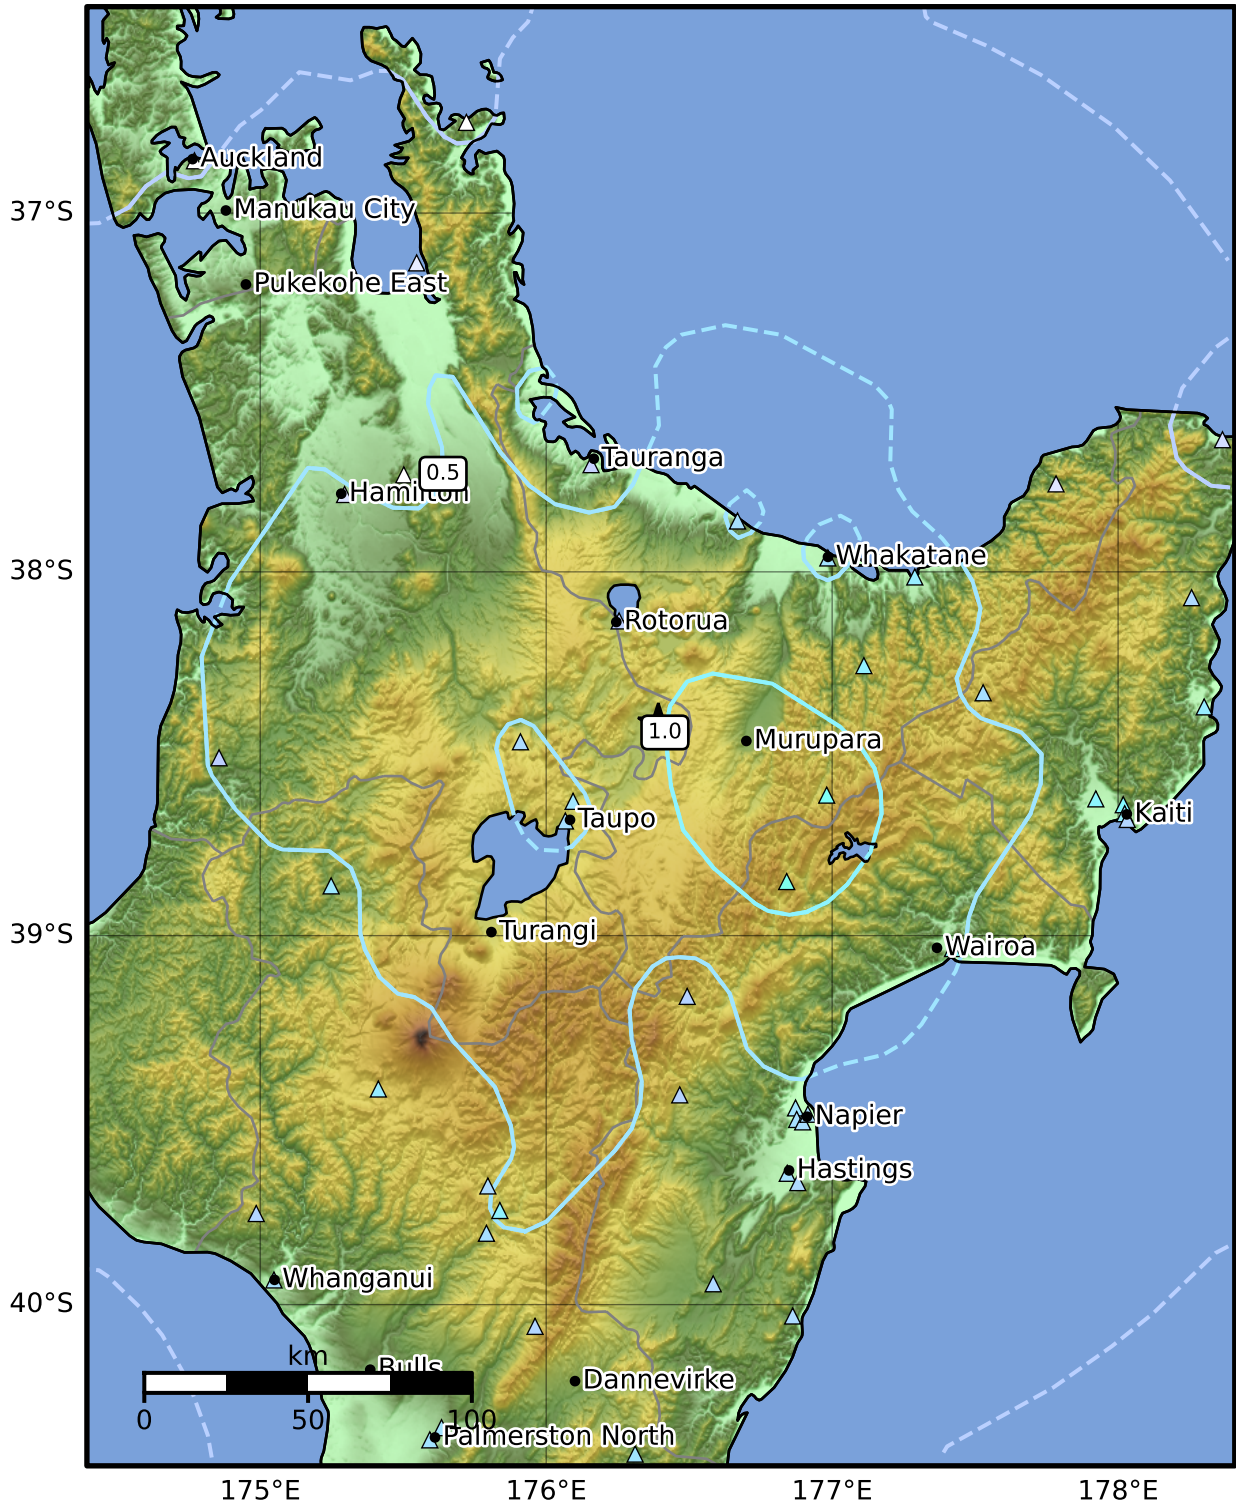 Auckland
37°S
Manukau City
Pukekohe East
Tauranga
0.5
Hamilton
38°S
Whakatane
Rotorua
1.0
Murupara
Taupo
Kaiti
39°S
Turangi
Wairoa
Napier
Hastings
Whanganui
40°S
km
Bulls
Dannevirke
0 50 100
Palmerston North
175°E 176°E 177°E 178°E